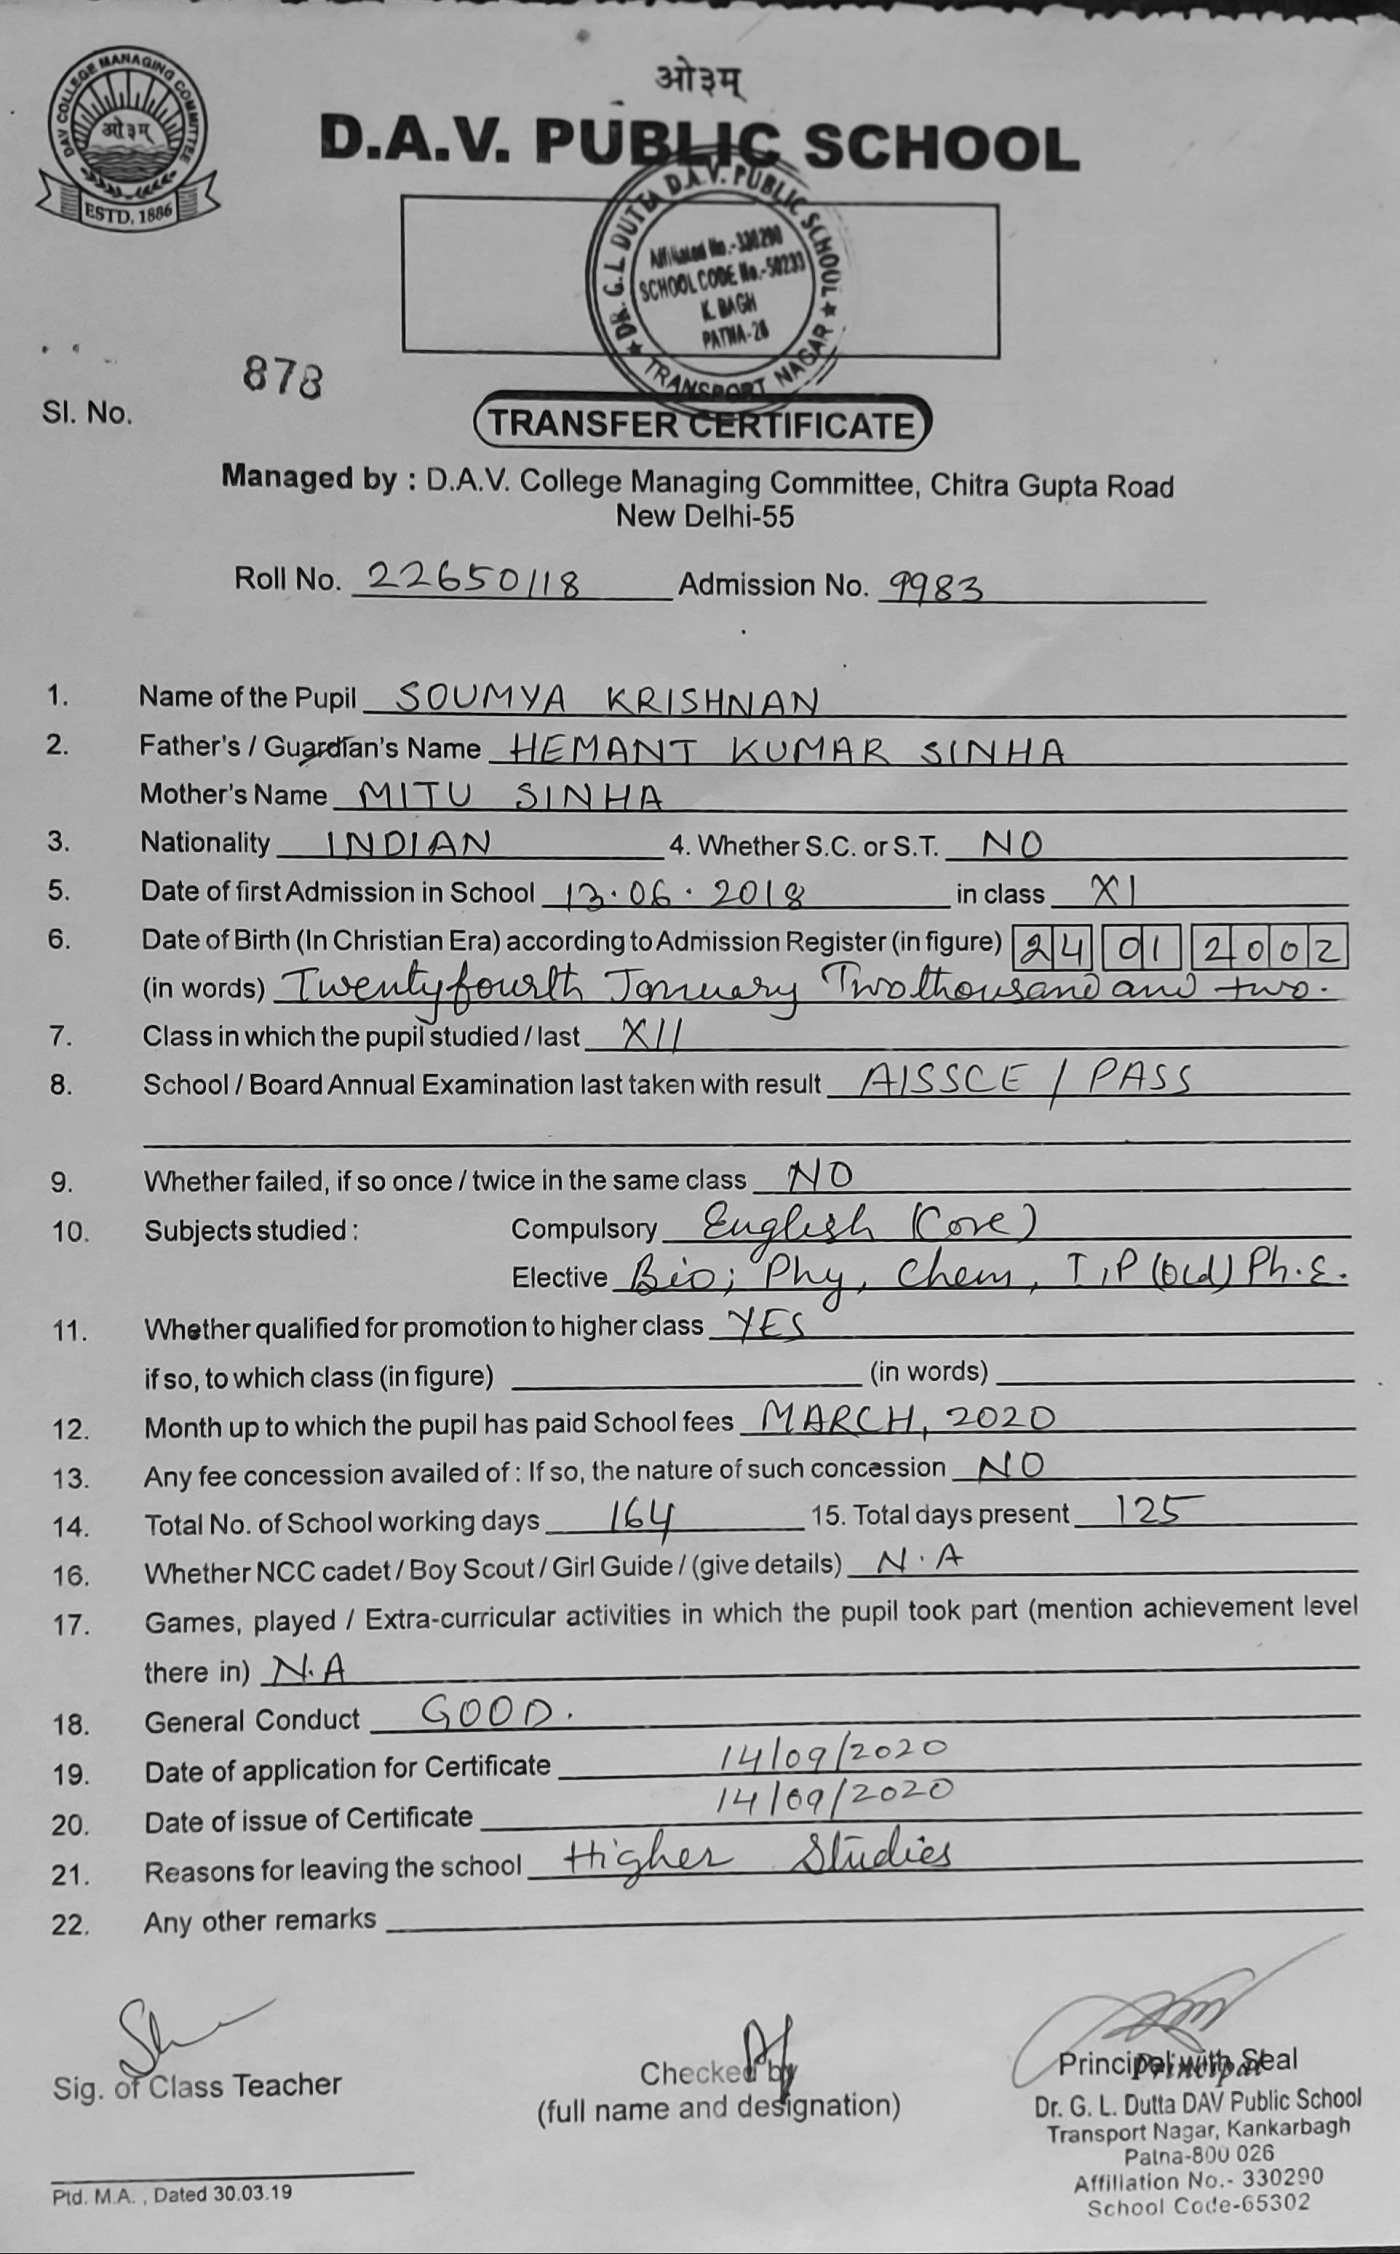 DAV COLLEGE MANAGING COMMITTEE
ओ३म्
ESTD. 1886
ओ३म्
D.A.V. PUBLIC SCHOOL
DR. G.L DUTTA D.A.V. PUBLIC SCHOOL
Affiliated No.-330290
SCHOOL CODE No.-50233
K. BAGH
PATNA-26
TRANSPORT NAGAR
878
Sl. No.
TRANSFER CERTIFICATE
Managed by : D.A.V. College Managing Committee, Chitra Gupta Road
New Delhi-55
Roll No. 22650118 Admission No. 9983
1. Name of the Pupil SOUMYA KRISHNAN
2. Father's / Guardian's Name HEMANT KUMAR SINHA
Mother's Name MITU SINHA
3. Nationality INDIAN 4. Whether S.C. or S.T. NO
5. Date of first Admission in School 13.06.2018 in class XI
6. Date of Birth (In Christian Era) according to Admission Register (in figure) 24 01 2002
(in words) Twentyfourth January Twothousand and two.
7. Class in which the pupil studied / last XII
8. School / Board Annual Examination last taken with result AISSCE / PASS
9. Whether failed, if so once / twice in the same class NO
10. Subjects studied : Compulsory English (Core)
Elective Bio; Phy, Chem, I,P (Old) Ph.E.
11. Whether qualified for promotion to higher class YES
if so, to which class (in figure) (in words)
12. Month up to which the pupil has paid School fees MARCH, 2020
13. Any fee concession availed of : If so, the nature of such concession NO
14. Total No. of School working days 164 15. Total days present 125
16. Whether NCC cadet / Boy Scout / Girl Guide / (give details) N.A
17. Games, played / Extra-curricular activities in which the pupil took part (mention achievement level
there in) N.A
18. General Conduct GOOD.
19. Date of application for Certificate 14/09/2020
20. Date of issue of Certificate 14/09/2020
21. Reasons for leaving the school Higher Studies
22. Any other remarks
Sig. of Class Teacher
Checked by
(full name and designation)
Principal with Seal
Principal
Dr. G. L. Dutta DAV Public School
Transport Nagar, Kankarbagh
Patna-800 026
Affiliation No.- 330290
School Code-65302
Ptd. M.A. , Dated 30.03.19